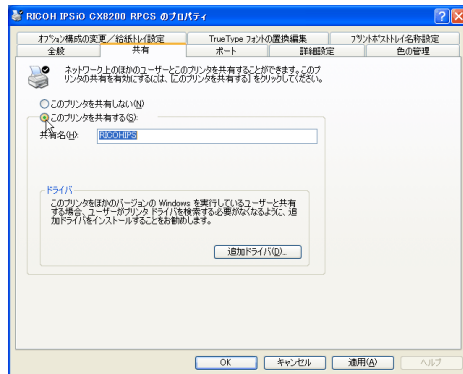 RICOH IPSiO CX8200 RPCS のプロパティ
オプション構成の変更/給紙トレイ設定 TrueType フォントの置換編集 フロントポストトレイ名称設定
全般 共有 ポート 詳細設定 色の管理
ネットワーク上のほかのユーザーとこのプリンタを共有することができます。このプ
リンタの共有を有効にするには、[このプリンタを共有する] をクリックしてください。
このプリンタを共有しない(N)
このプリンタを共有する(S):
共有名(H): RICOHIPS
ドライバ
このプリンタをほかのバージョンの Windows を実行しているユーザーと共有
する場合、ユーザーがプリンタ ドライバを検索する必要がなくなるように、追
加ドライバをインストールすることをお勧めします。
追加ドライバ(D)...
OK キャンセル 適用(A) ヘルプ